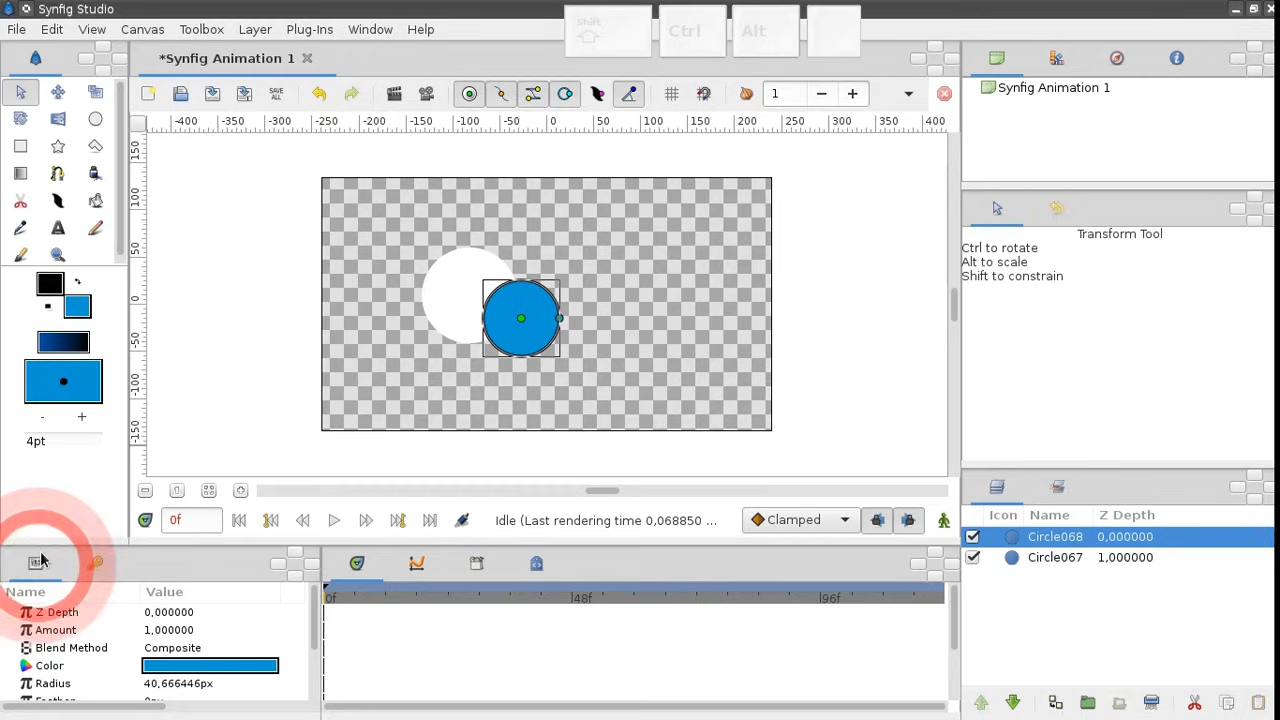 Synfig Studio
Shift
Ctrl
Alt
File Edit View Canvas Toolbox Layer Plug-Ins Window Help
*Synfig Animation 1
SAVE ALL
1
-400 -350 -300 -250 -200 -150 -100 -50 0 50 100 150 200 250 300 350 400
150
100
50
0
-50
-100
-150
- +
4pt
0f
Idle (Last rendering time 0,068850 ...
Clamped
Synfig Animation 1
Transform Tool
Ctrl to rotate
Alt to scale
Shift to constrain
Icon Name Z Depth
Circle068 0,000000
Circle067 1,000000
Name Value
Z Depth 0,000000
Amount 1,000000
Blend Method Composite
Color
Radius 40,666446px
0f 48f 96f